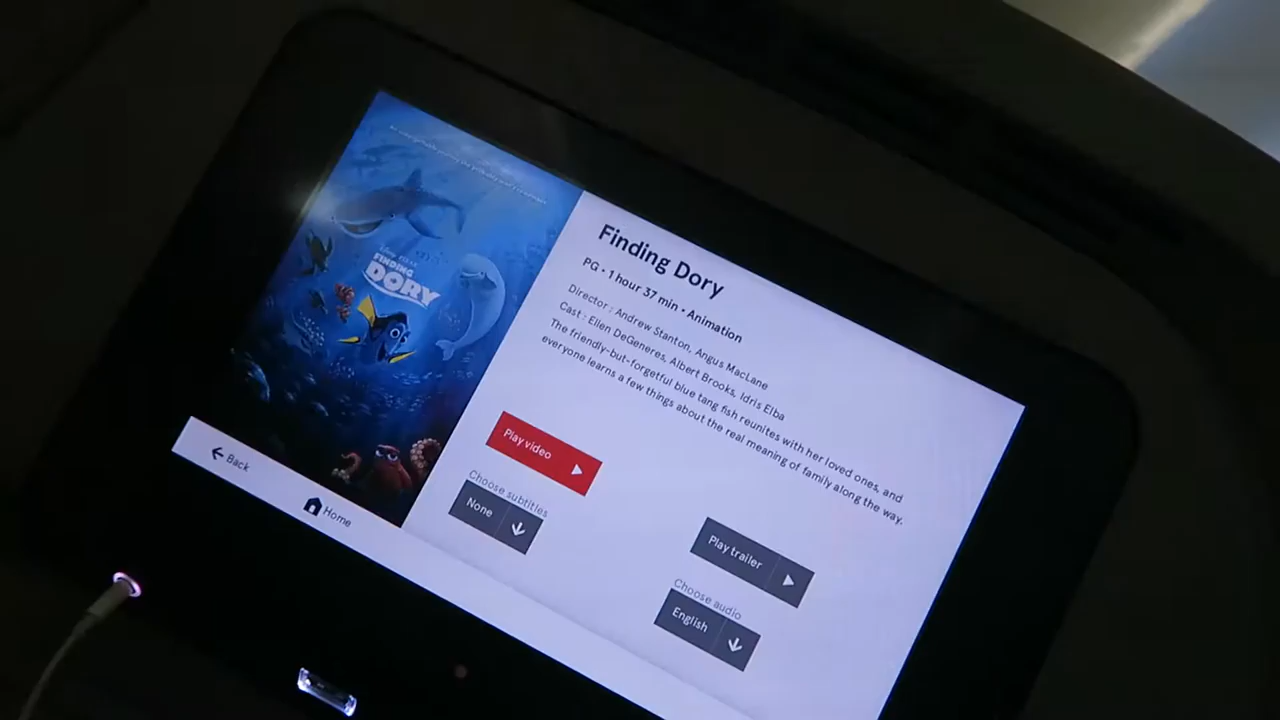 DISNEY · PIXAR
FINDING
DORY
Finding Dory
PG • 1 hour 37 min • Animation
Director : Andrew Stanton, Angus MacLane
Cast : Ellen DeGeneres, Albert Brooks, Idris Elba
The friendly-but-forgetful blue tang fish reunites with her loved ones, and
everyone learns a few things about the real meaning of family along the way.
Play video
Choose subtitles
None
Play trailer
Choose audio
English
Back
Home